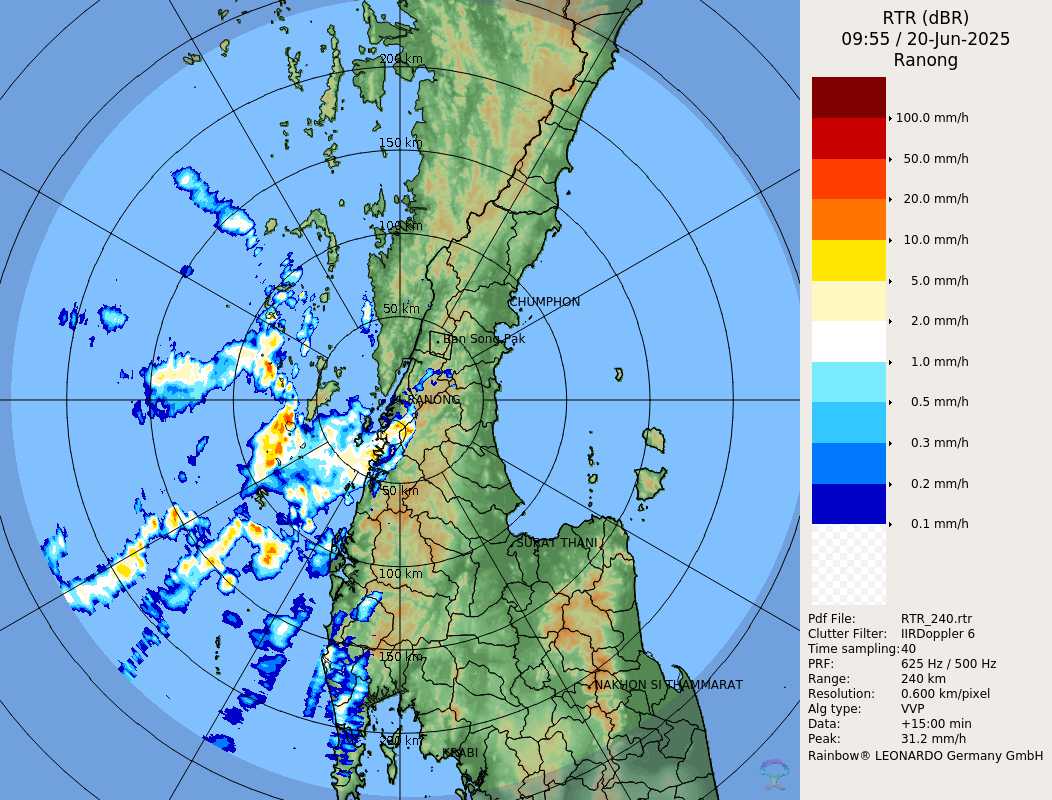 RTR (dBR)
09:55 / 20-Jun-2025
Ranong
100.0 mm/h
50.0 mm/h
20.0 mm/h
10.0 mm/h
5.0 mm/h
2.0 mm/h
1.0 mm/h
0.5 mm/h
0.3 mm/h
0.2 mm/h
0.1 mm/h
Pdf File: RTR_240.rtr
Clutter Filter: IIRDoppler 6
Time sampling:40
PRF: 625 Hz / 500 Hz
Range: 240 km
Resolution: 0.600 km/pixel
Alg type: VVP
Data: +15:00 min
Peak: 31.2 mm/h
Rainbow® LEONARDO Germany GmbH
200 km
150 km
100 km
CHUMPHON
50 km
Ban Song Pak
RANONG
50 km
SURAT THANI
100 km
150 km
NAKHON SI THAMMARAT
200 km
KRABI